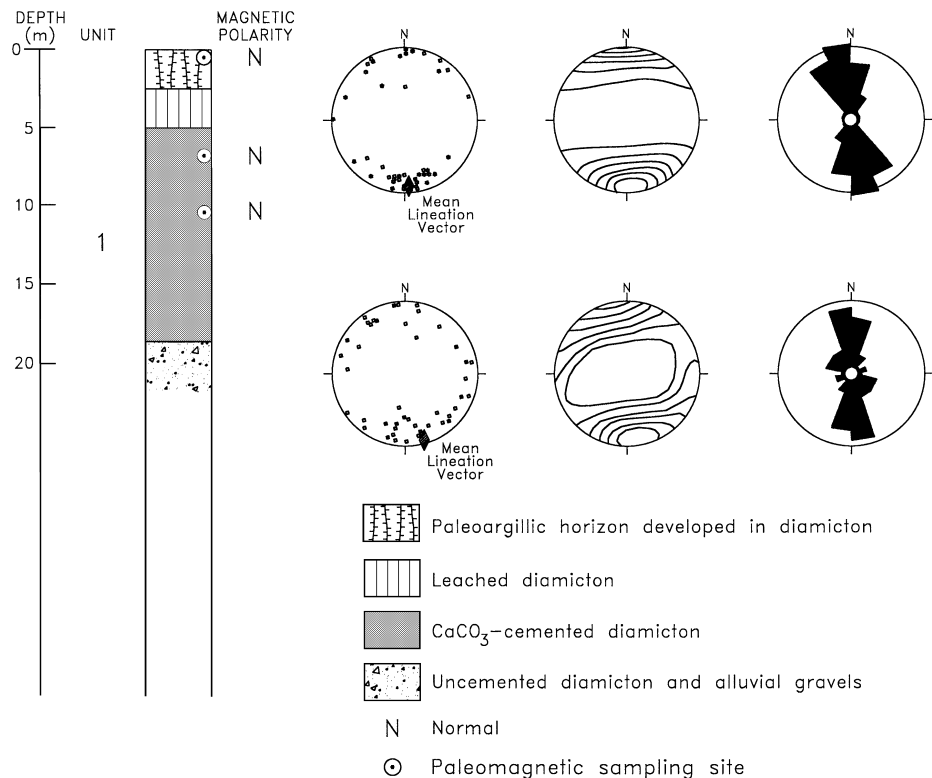 DEPTH
(m)
UNIT
MAGNETIC
POLARITY
0
5
10
15
20
1
N
N
N
N
N
N
Mean
Lineation
Vector
N
N
N
Mean
Lineation
Vector
Paleoargillic horizon developed in diamicton
Leached diamicton
CaCO3-cemented diamicton
Uncemented diamicton and alluvial gravels
N Normal
Paleomagnetic sampling site